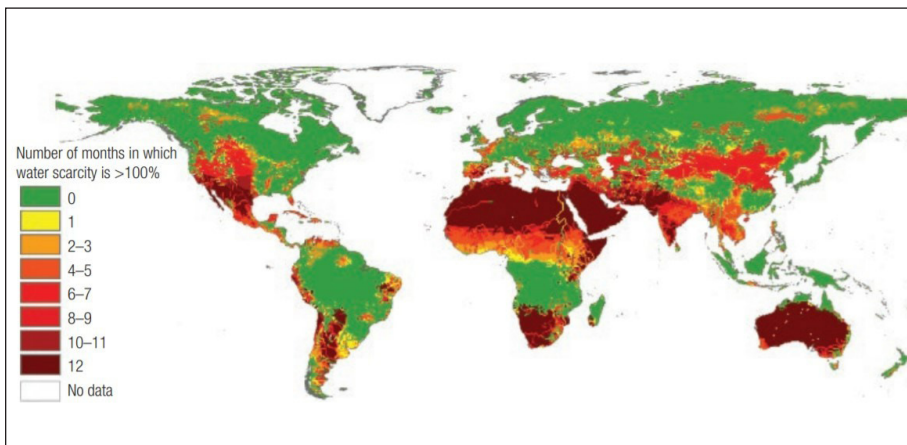 Number of months in which
water scarcity is >100%
0
1
2–3
4–5
6–7
8–9
10–11
12
No data